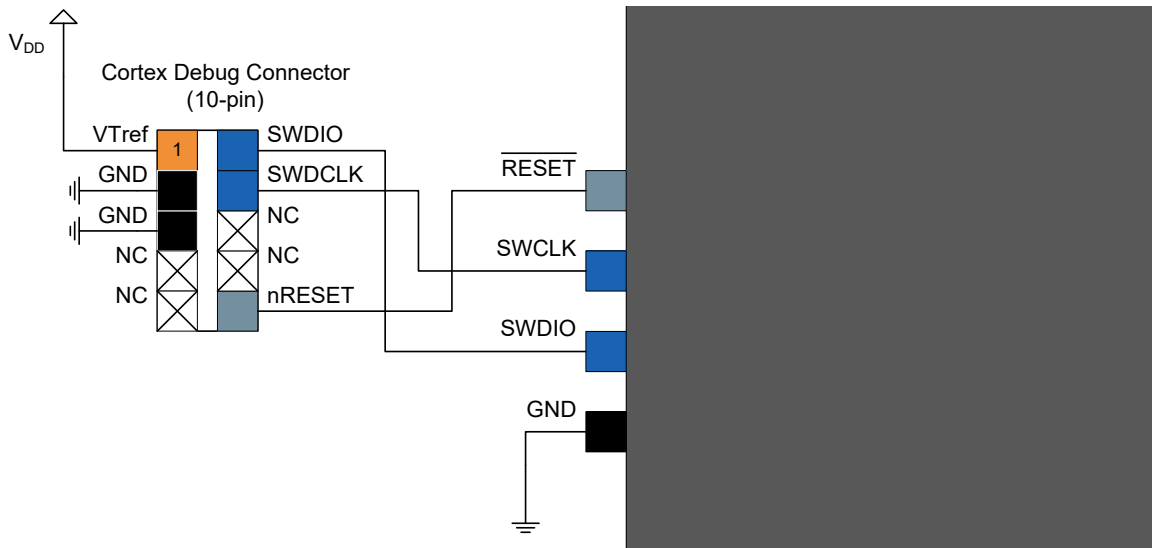 VDD
Cortex Debug Connector
(10-pin)
VTref
1
SWDIO
GND
SWDCLK
GND
NC
NC
NC
NC
nRESET
RESET
SWCLK
SWDIO
GND